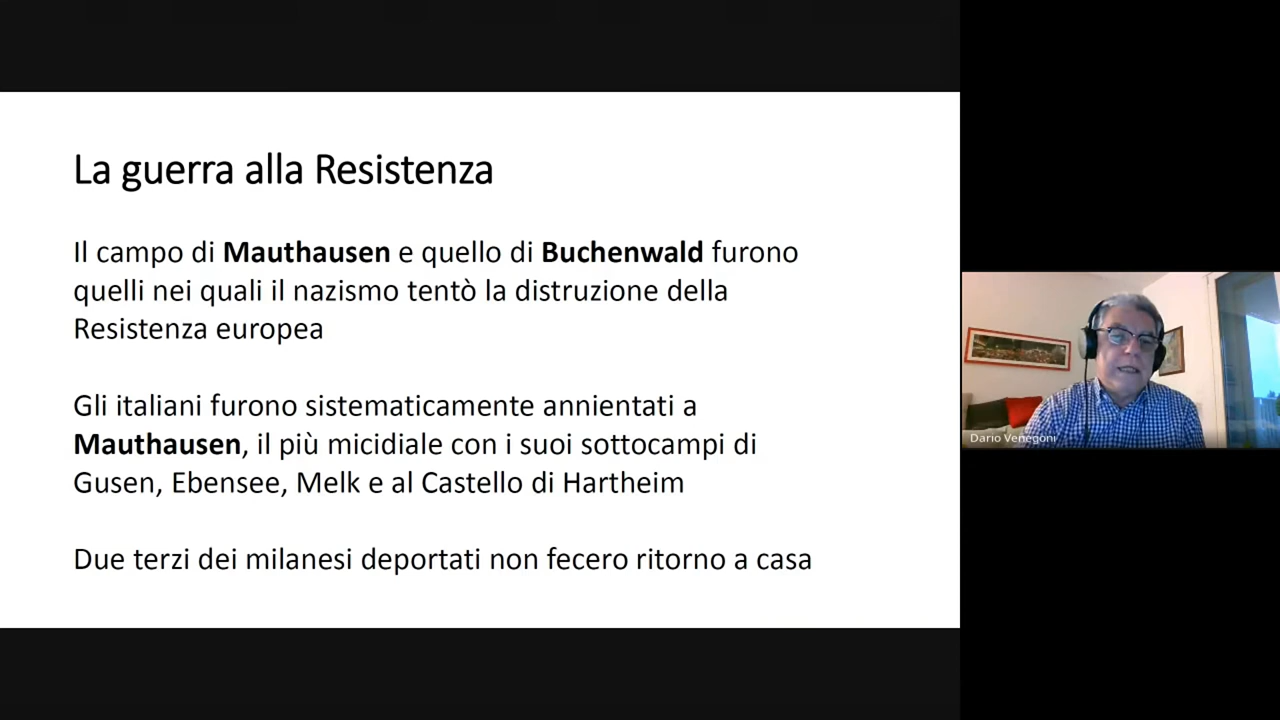 La guerra alla Resistenza
Il campo di Mauthausen e quello di Buchenwald furono
quelli nei quali il nazismo tentò la distruzione della
Resistenza europea
Gli italiani furono sistematicamente annientati a
Mauthausen, il più micidiale con i suoi sottocampi di
Gusen, Ebensee, Melk e al Castello di Hartheim
Due terzi dei milanesi deportati non fecero ritorno a casa
Dario Venegoni